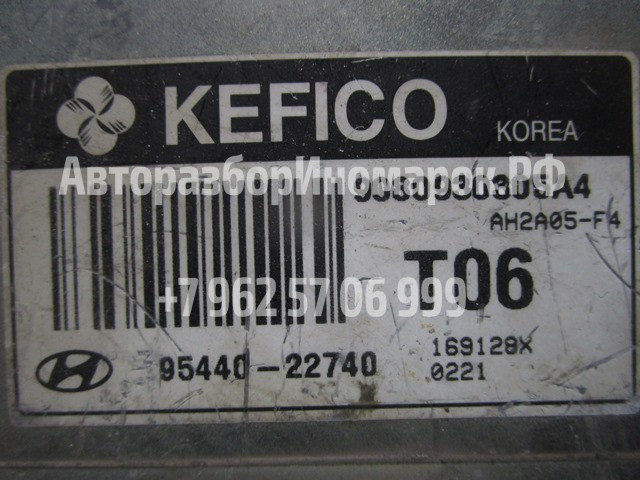 KEFICO
KOREA
АвторазборИномарок.РФ
AH2A05-F4
T06
+7 962 57 06 999
95440-22740
169128X
0221